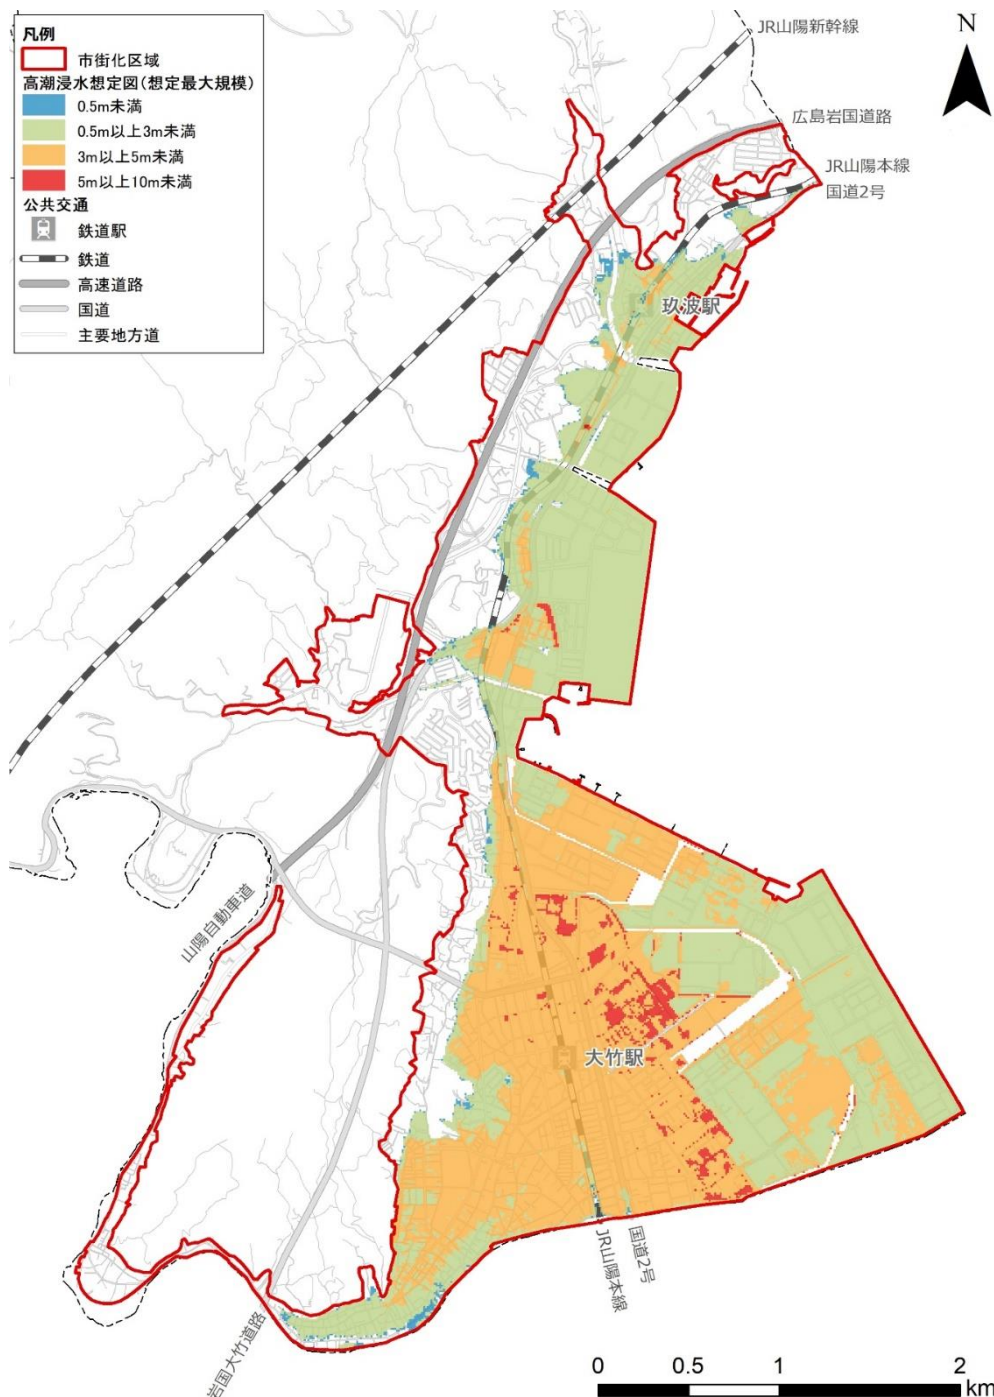 凡例
市街化区域
高潮浸水想定図(想定最大規模)
0.5m未満
0.5m以上3m未満
3m以上5m未満
5m以上10m未満
公共交通
鉄道駅
鉄道
高速道路
国道
主要地方道
N
JR山陽新幹線
広島岩国道路
JR山陽本線
国道2号
玖波駅
山陽自動車道
大竹駅
国道2号
JR山陽本線
岩国大竹道路
0 0.5 1 2
km